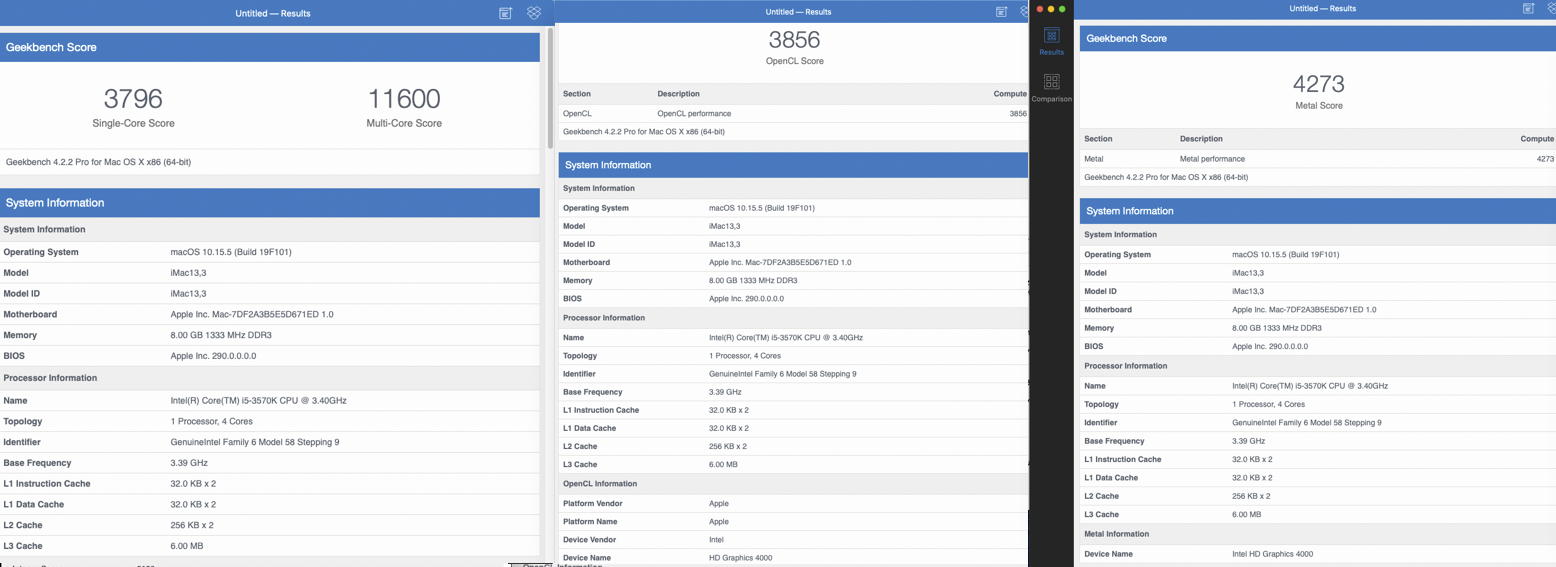 Untitled — Results
Geekbench Score
3796 11600
Single-Core Score Multi-Core Score
Geekbench 4.2.2 Pro for Mac OS X x86 (64-bit)
System Information
System Information
Operating System macOS 10.15.5 (Build 19F101)
Model iMac13,3
Model ID iMac13,3
Motherboard Apple Inc. Mac-7DF2A3B5E5D671ED 1.0
Memory 8.00 GB 1333 MHz DDR3
BIOS Apple Inc. 290.0.0.0.0
Processor Information
Name Intel(R) Core(TM) i5-3570K CPU @ 3.40GHz
Topology 1 Processor, 4 Cores
Identifier GenuineIntel Family 6 Model 58 Stepping 9
Base Frequency 3.39 GHz
L1 Instruction Cache 32.0 KB x 2
L1 Data Cache 32.0 KB x 2
L2 Cache 256 KB x 2
L3 Cache 6.00 MB
Untitled — Results
3856
OpenCL Score
Section Description Compute
OpenCL OpenCL performance 3856
Geekbench 4.2.2 Pro for Mac OS X x86 (64-bit)
System Information
System Information
Operating System macOS 10.15.5 (Build 19F101)
Model iMac13,3
Model ID iMac13,3
Motherboard Apple Inc. Mac-7DF2A3B5E5D671ED 1.0
Memory 8.00 GB 1333 MHz DDR3
BIOS Apple Inc. 290.0.0.0.0
Processor Information
Name Intel(R) Core(TM) i5-3570K CPU @ 3.40GHz
Topology 1 Processor, 4 Cores
Identifier GenuineIntel Family 6 Model 58 Stepping 9
Base Frequency 3.39 GHz
L1 Instruction Cache 32.0 KB x 2
L1 Data Cache 32.0 KB x 2
L2 Cache 256 KB x 2
L3 Cache 6.00 MB
OpenCL Information
Platform Vendor Apple
Platform Name Apple
Device Vendor Intel
Device Name HD Graphics 4000
Results
Comparison
Untitled — Results
Geekbench Score
4273
Metal Score
Section Description Compute
Metal Metal performance 4273
Geekbench 4.2.2 Pro for Mac OS X x86 (64-bit)
System Information
System Information
Operating System macOS 10.15.5 (Build 19F101)
Model iMac13,3
Model ID iMac13,3
Motherboard Apple Inc. Mac-7DF2A3B5E5D671ED 1.0
Memory 8.00 GB 1333 MHz DDR3
BIOS Apple Inc. 290.0.0.0.0
Processor Information
Name Intel(R) Core(TM) i5-3570K CPU @ 3.40GHz
Topology 1 Processor, 4 Cores
Identifier GenuineIntel Family 6 Model 58 Stepping 9
Base Frequency 3.39 GHz
L1 Instruction Cache 32.0 KB x 2
L1 Data Cache 32.0 KB x 2
L2 Cache 256 KB x 2
L3 Cache 6.00 MB
Metal Information
Device Name Intel HD Graphics 4000